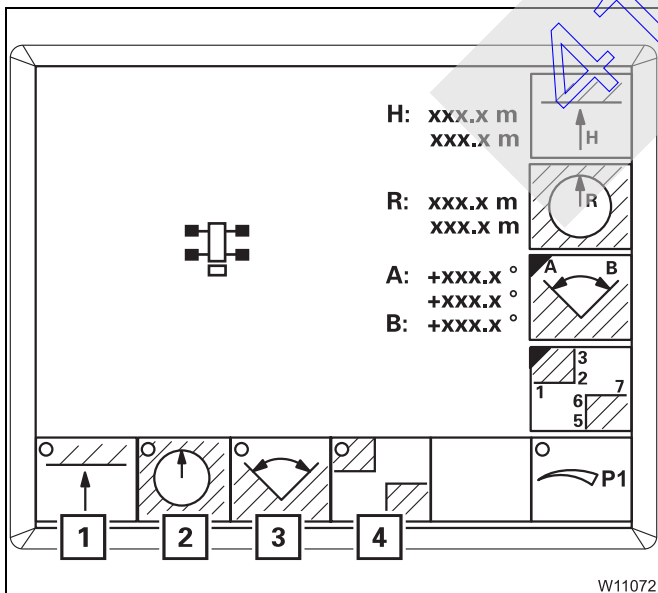 H: xxx.x m
xxx.x m
H
R: xxx.x m
xxx.x m
R
A: +xxx.x °
+xxx.x °
B: +xxx.x °
A B
3
2
1
7
6
5
P1
1 2 3 4
W11072